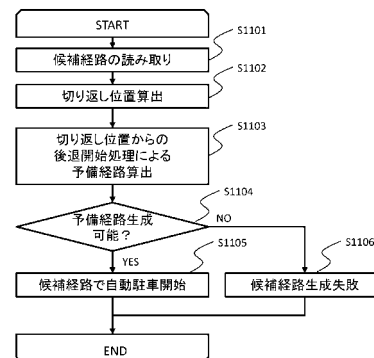 START
S1101
候補経路の読み取り
S1102
切り返し位置算出
S1103
切り返し位置からの
後退開始処理による
予備経路算出
S1104
予備経路生成
可能？
NO
YES
S1105
S1106
候補経路で自動駐車開始
候補経路生成失敗
END